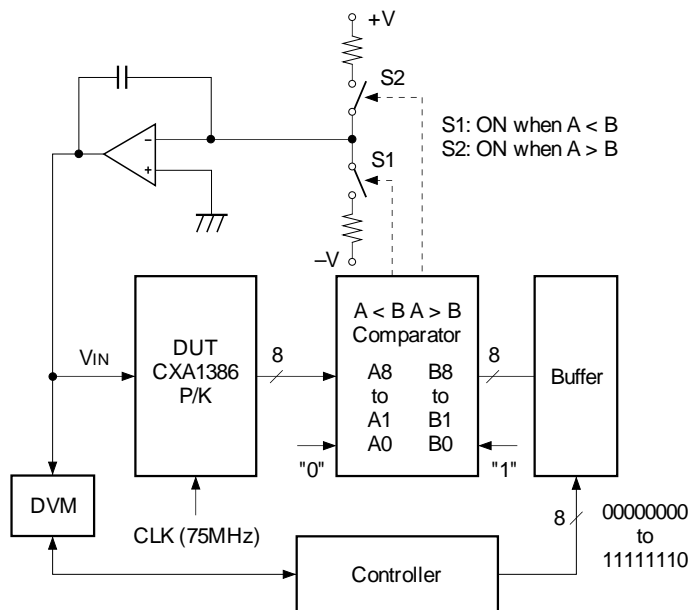 +V
S2
S1: ON when A < B
S2: ON when A > B
S1
–
+
–V
A < B A > B
Comparator
DUT
CXA1386
P/K
8
8
Buffer
VIN
A8
to
A1
A0
B8
to
B1
B0
"0"
"1"
DVM
CLK (75MHz)
8
00000000
to
11111110
Controller